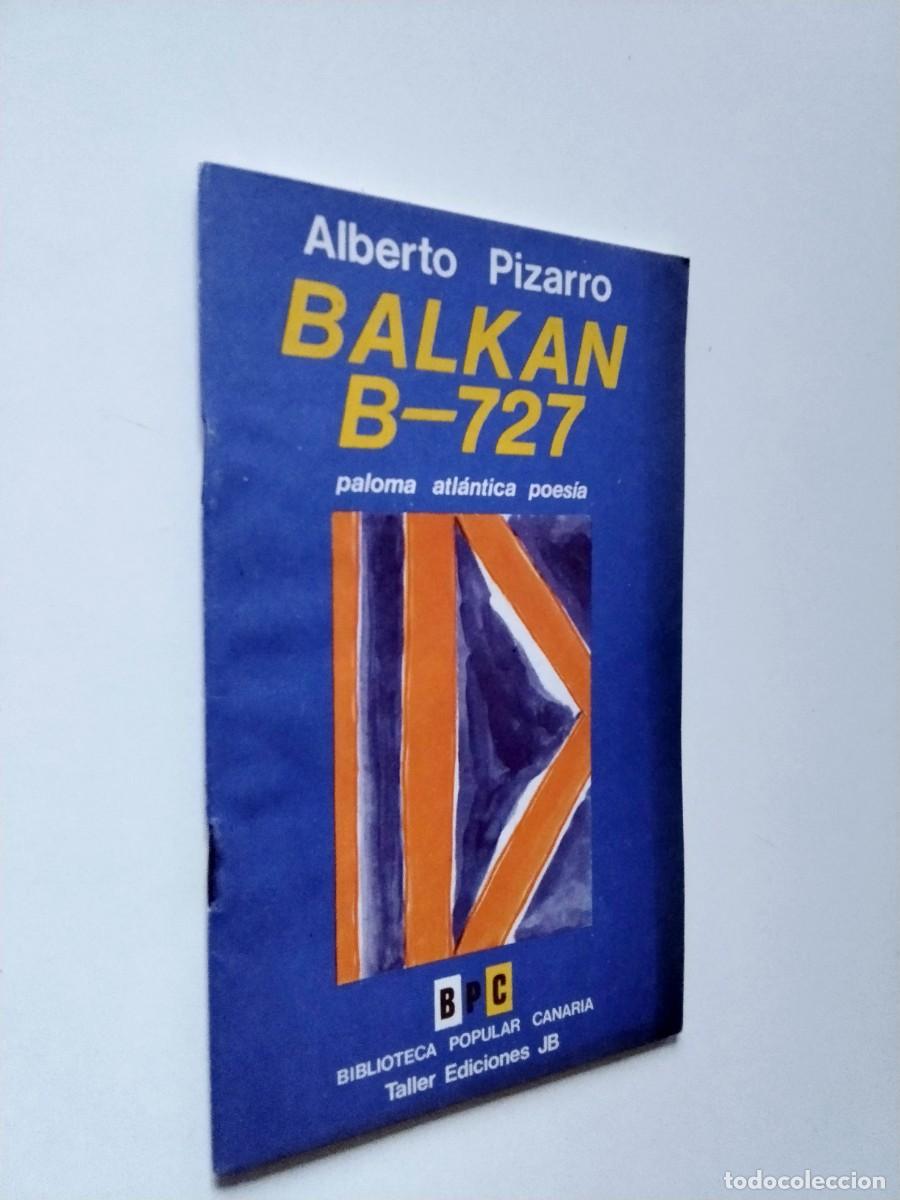 Alberto Pizarro
BALKAN
B-727
paloma atlántica poesía
BPC
BIBLIOTECA POPULAR CANARIA
Taller Ediciones JB
todocoleccion